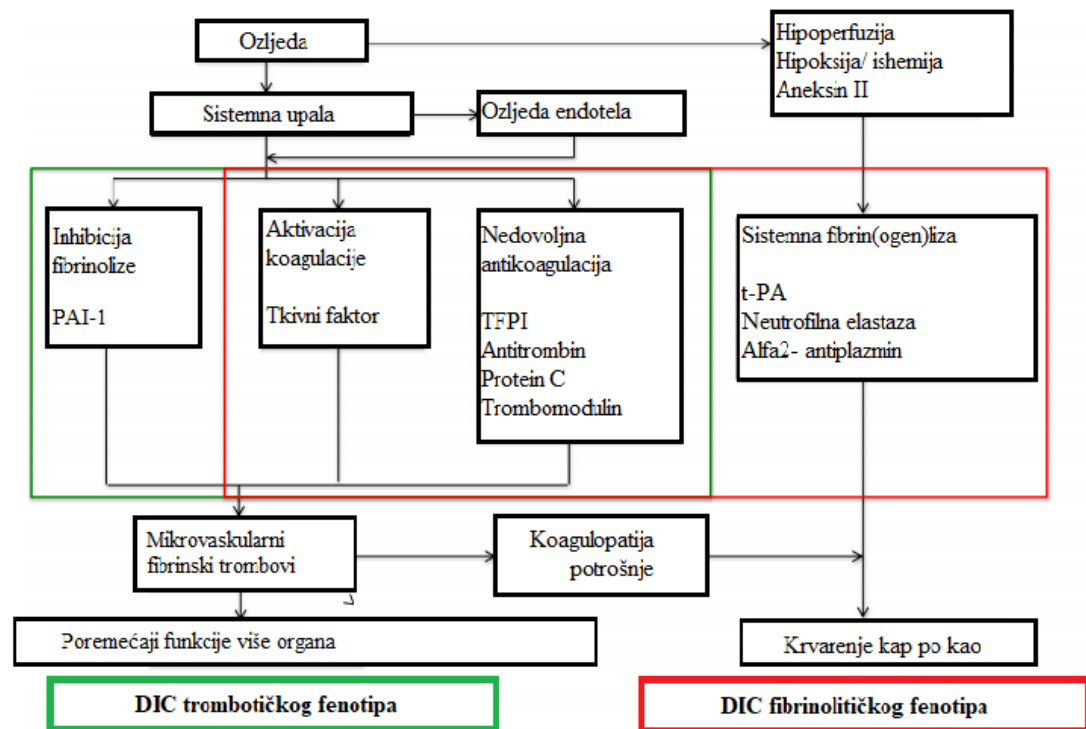 Ozljeda
Hipoperfuzija
Hipoksija/ ishemija
Aneksin II
Sistemna upala
Ozljeda endotela
Inhibicija
fibrinolize
PAI-1
Aktivacija
koagulacije
Tkivni faktor
Nedovoljna
antikoagulacija
TFPI
Antitrombin
Protein C
Trombomodulin
Sistemna fibrin(ogen)liza
t-PA
Neutrofilna elastaza
Alfa2- antiplazmin
Mikrovaskularni
fibrinski trombovi
Koagulopatija
potrošnje
Poremećaji funkcije više organa
Krvarenje kap po kao
DIC trombotičkog fenotipa
DIC fibrinolitičkog fenotipa